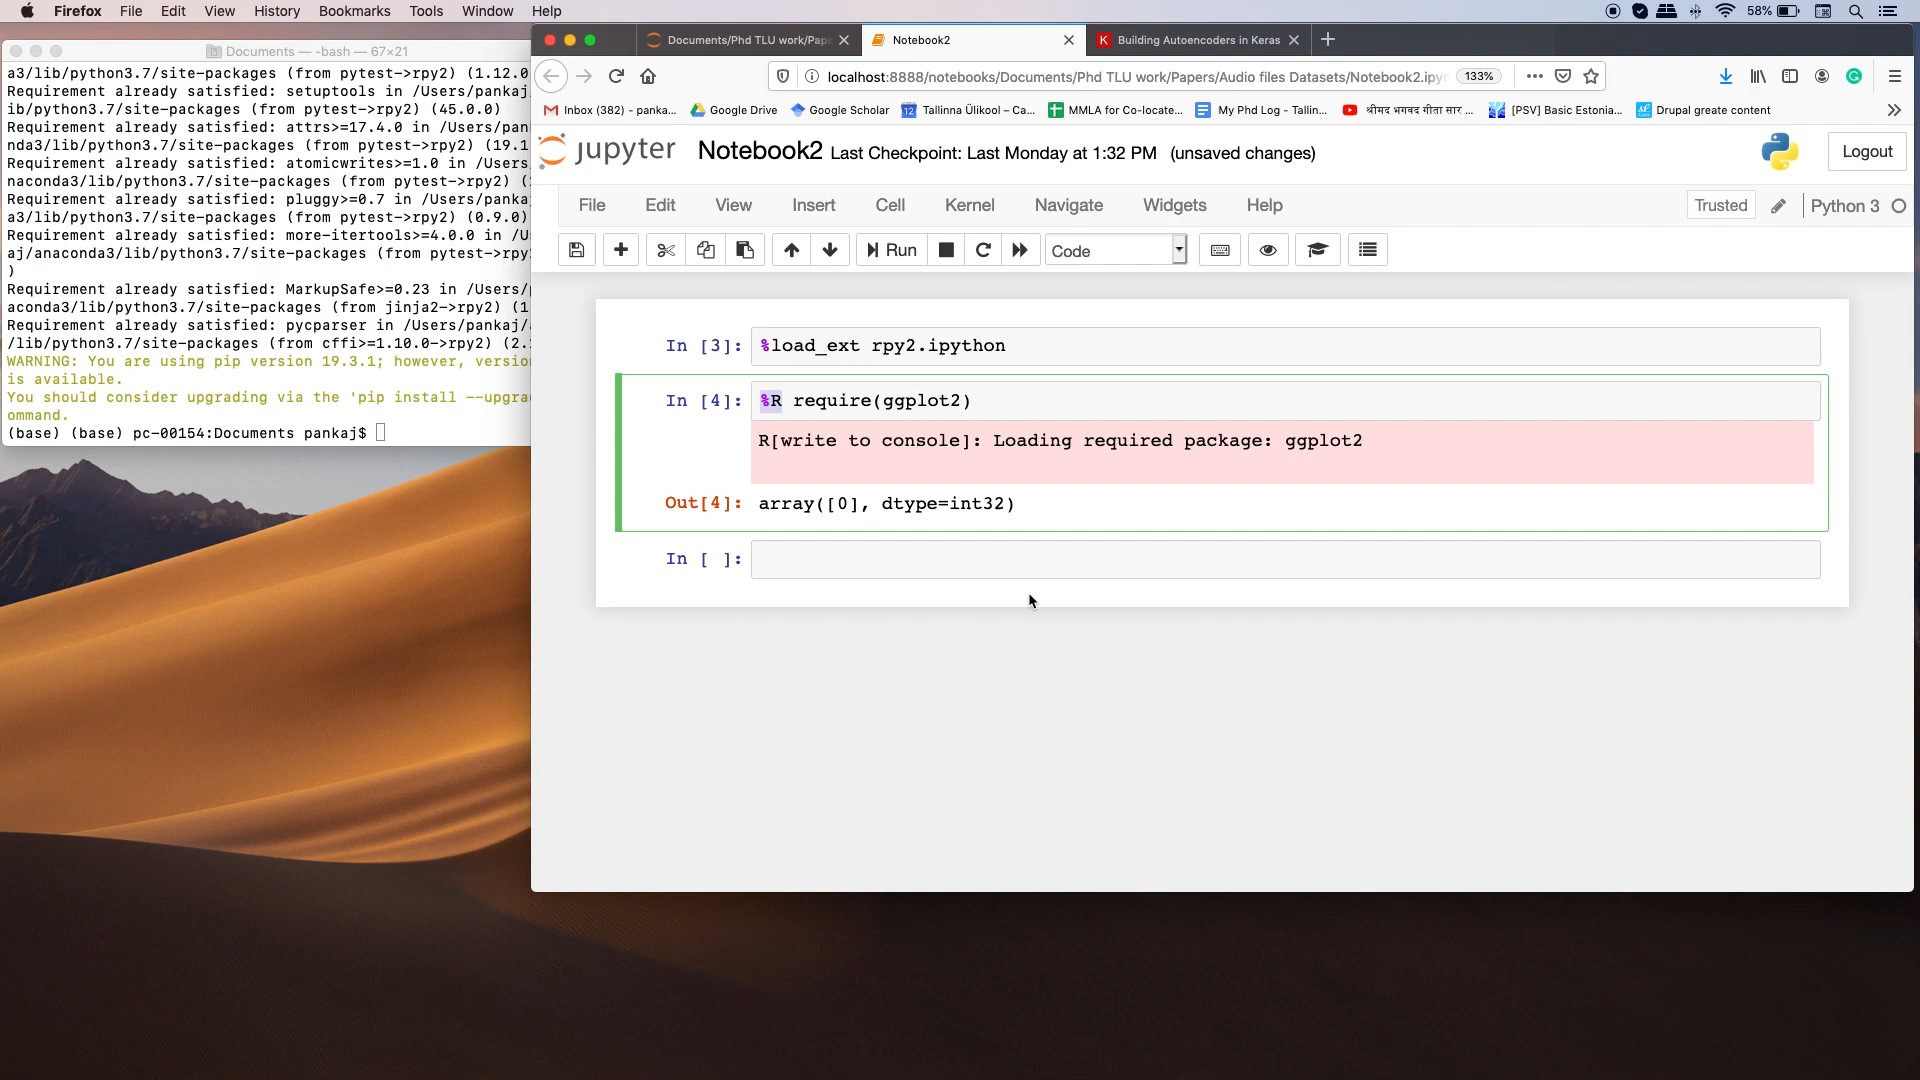 Firefox File Edit View History Bookmarks Tools Window Help 58%
Documents — -bash — 67×21
a3/lib/python3.7/site-packages (from pytest->rpy2) (1.12.0
Requirement already satisfied: setuptools in /Users/pankaj
ib/python3.7/site-packages (from pytest->rpy2) (45.0.0)
Requirement already satisfied: attrs>=17.4.0 in /Users/pan
nda3/lib/python3.7/site-packages (from pytest->rpy2) (19.1
Requirement already satisfied: atomicwrites>=1.0 in /Users
naconda3/lib/python3.7/site-packages (from pytest->rpy2) (
Requirement already satisfied: pluggy>=0.7 in /Users/panka
a3/lib/python3.7/site-packages (from pytest->rpy2) (0.9.0)
Requirement already satisfied: more-itertools>=4.0.0 in /U
aj/anaconda3/lib/python3.7/site-packages (from pytest->rpy
)
Requirement already satisfied: MarkupSafe>=0.23 in /Users/
aconda3/lib/python3.7/site-packages (from jinja2->rpy2) (1
Requirement already satisfied: pycparser in /Users/pankaj/
/lib/python3.7/site-packages (from cffi>=1.10.0->rpy2) (2.
WARNING: You are using pip version 19.3.1; however, versio
is available.
You should consider upgrading via the 'pip install --upgra
ommand.
(base) (base) pc-00154:Documents pankaj$
Documents/Phd TLU work/Pape Notebook2 K Building Autoencoders in Keras
localhost:8888/notebooks/Documents/Phd TLU work/Papers/Audio files Datasets/Notebook2.ipy 133%
Inbox (382) - panka... Google Drive Google Scholar Tallinna Ülikool – Ca... MMLA for Co-locate... My Phd Log - Tallin... श्रीमद भगवद गीता सार ... [PSV] Basic Estonia... Drupal greate content
jupyter Notebook2 Last Checkpoint: Last Monday at 1:32 PM (unsaved changes) Logout
File Edit View Insert Cell Kernel Navigate Widgets Help Trusted Python 3
Run Code
In [3]: %load_ext rpy2.ipython
In [4]: %R require(ggplot2)
R[write to console]: Loading required package: ggplot2
Out[4]: array([0], dtype=int32)
In [ ]: